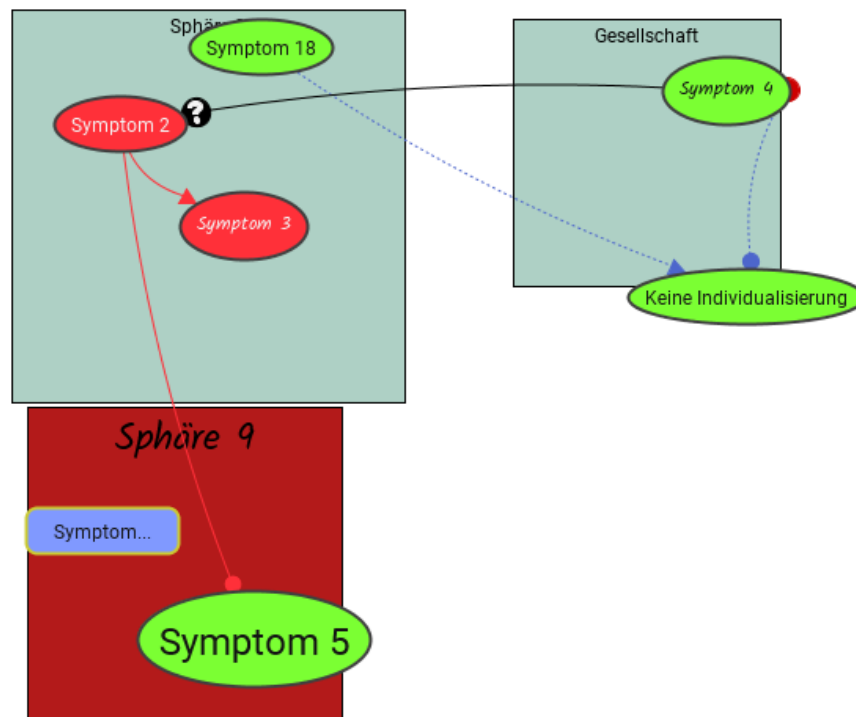 Symptom 18
Gesellschaft
Symptom 4
?
Symptom 2
Symptom 3
Keine Individualisierung
Sphäre 9
Symptom...
Symptom 5